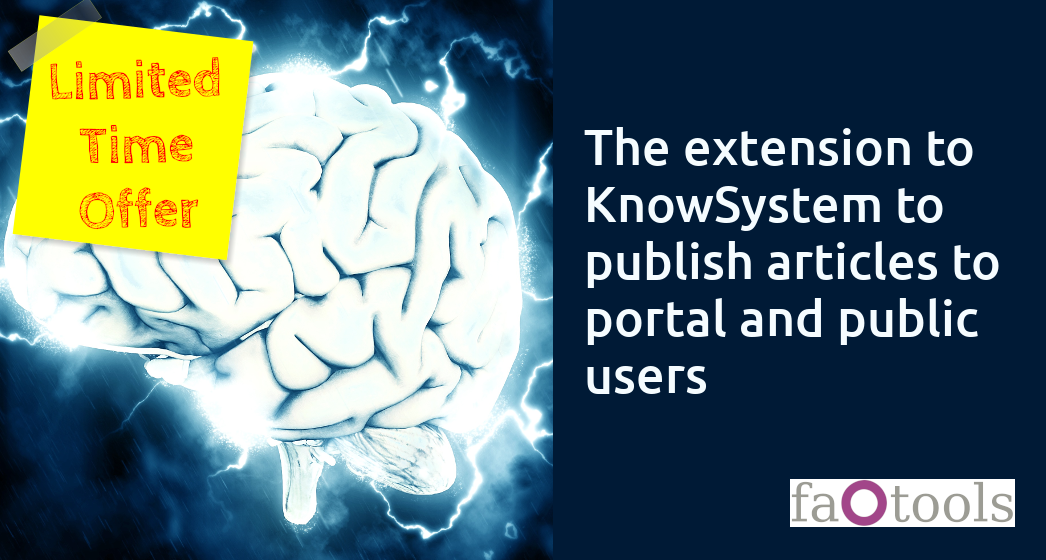 Limited
Time
Offer
The extension to
KnowSystem to
publish articles to
portal and public
users
faOtools